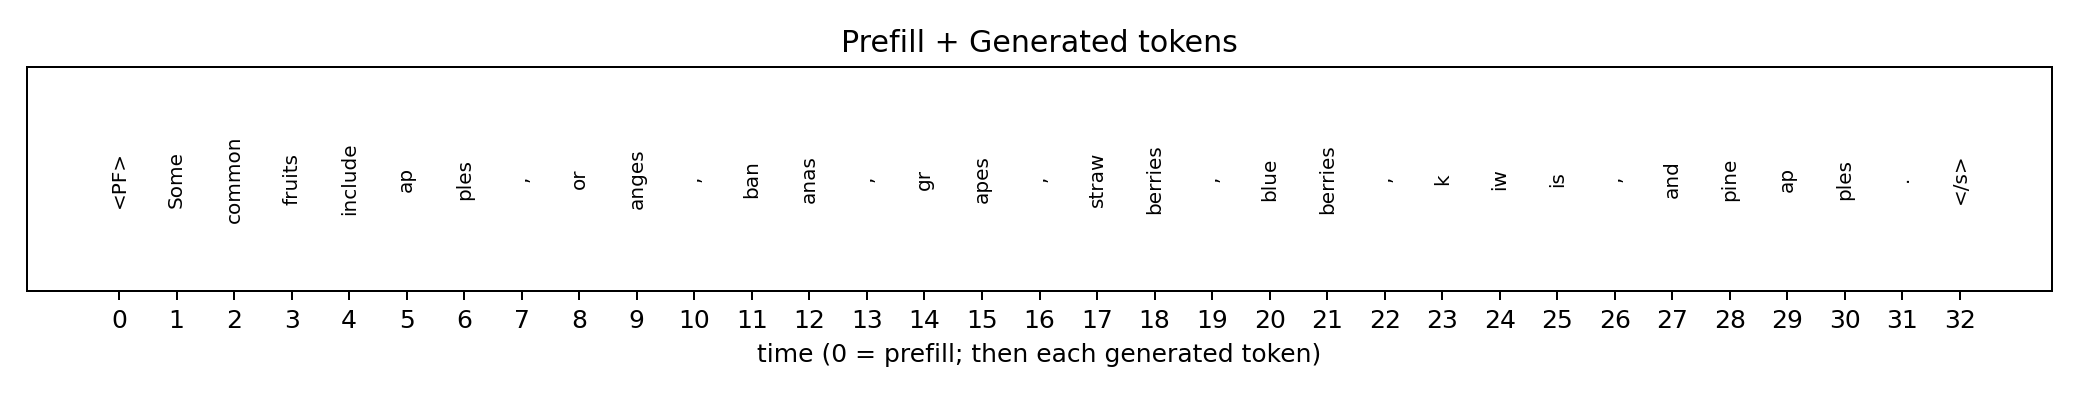 Prefill + Generated tokens
<PF> Some common fruits include ap ples , or anges , ban anas , gr apes , straw berries , blue berries , k iw is , and pine ap ples . </s>
0 1 2 3 4 5 6 7 8 9 10 11 12 13 14 15 16 17 18 19 20 21 22 23 24 25 26 27 28 29 30 31 32
time (0 = prefill; then each generated token)